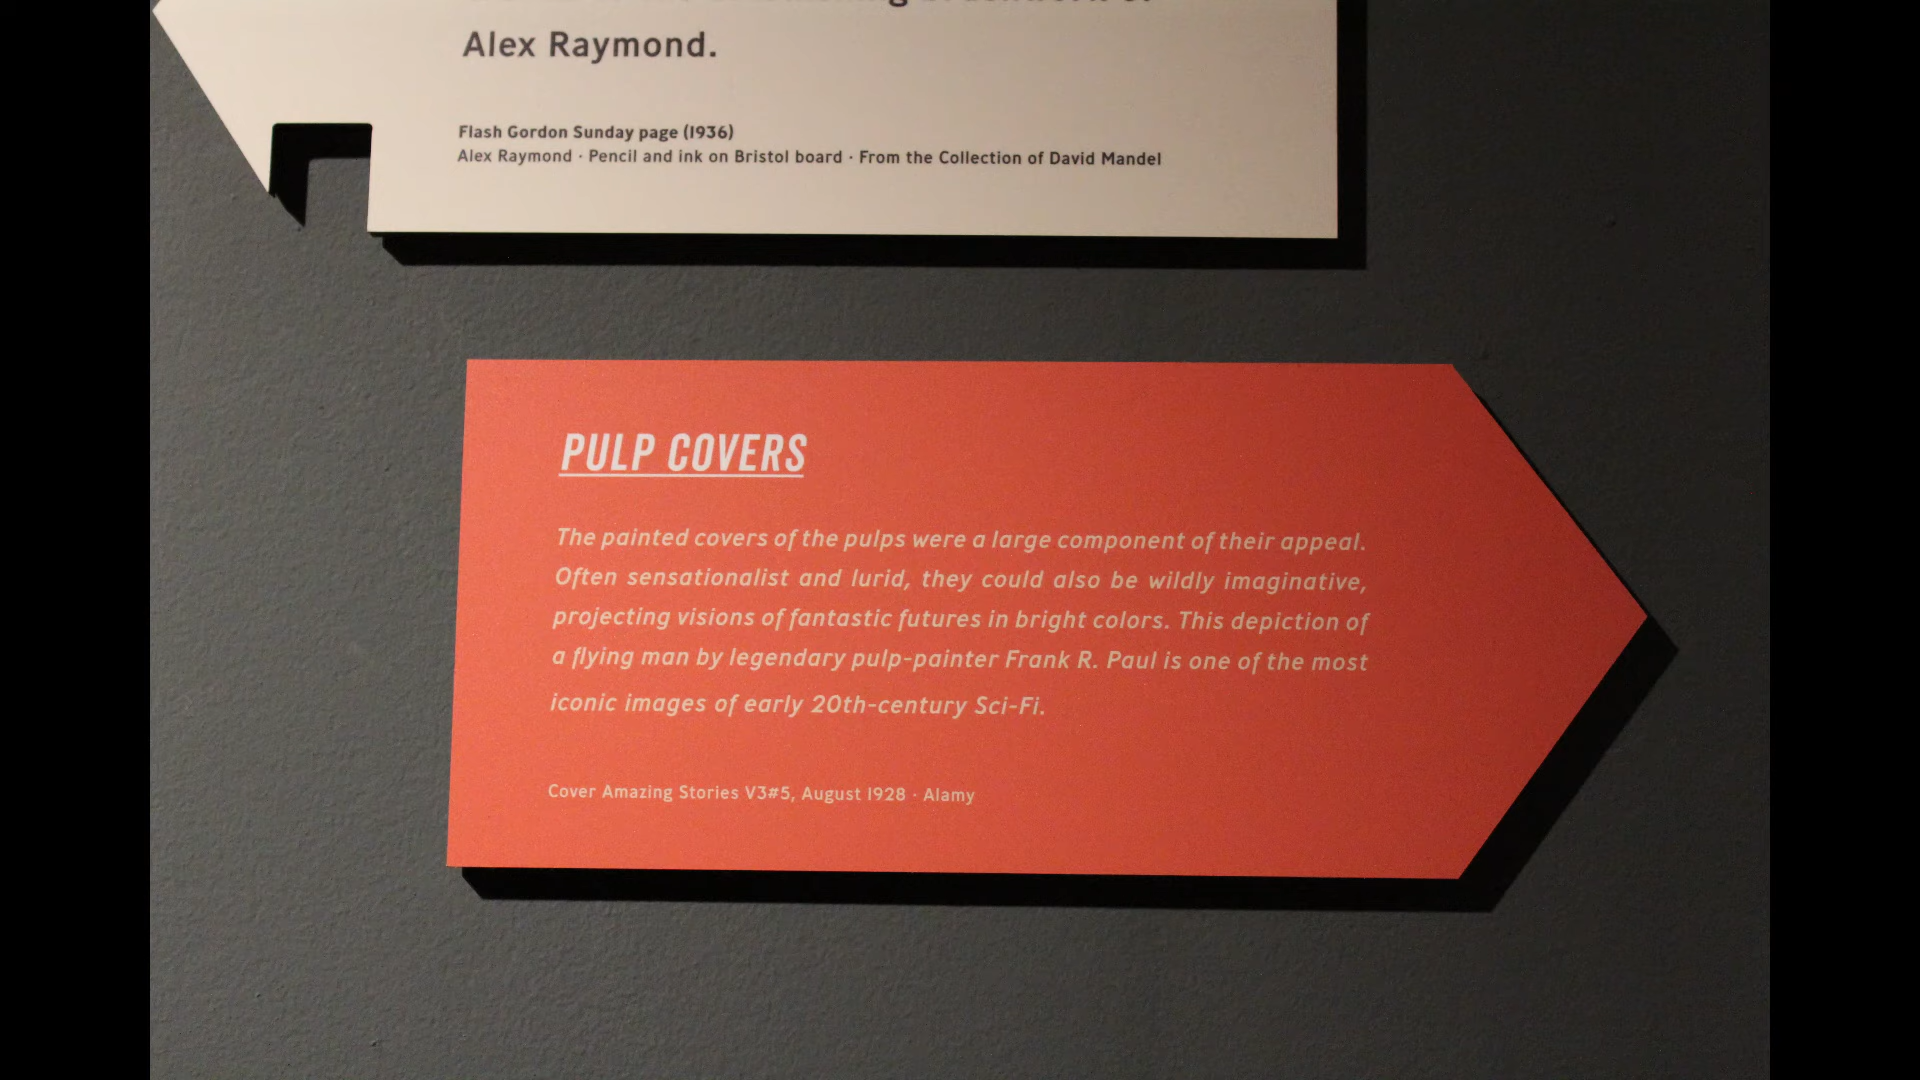 Alex Raymond.
Flash Gordon Sunday page (1936)
Alex Raymond · Pencil and ink on Bristol board · From the Collection of David Mandel
PULP COVERS
The painted covers of the pulps were a large component of their appeal.
Often sensationalist and lurid, they could also be wildly imaginative,
projecting visions of fantastic futures in bright colors. This depiction of
a flying man by legendary pulp-painter Frank R. Paul is one of the most
iconic images of early 20th-century Sci-Fi.
Cover Amazing Stories V3#5, August 1928 · Alamy